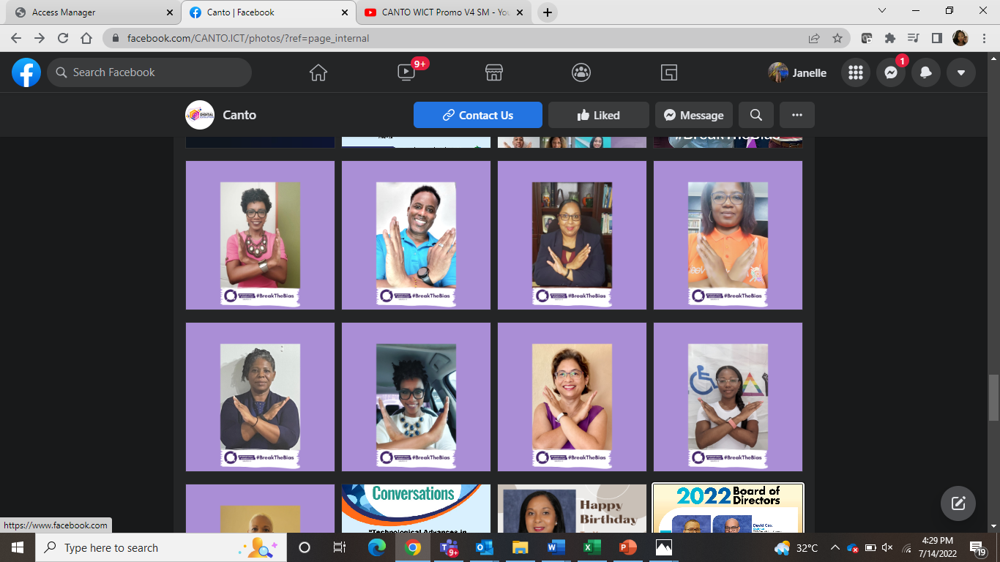 Access Manager
Canto | Facebook
CANTO WICT Promo V4 SM - You
facebook.com/CANTO.ICT/photos/?ref=page_internal
Search Facebook
9+
Janelle
1
DIGITAL
Canto
Contact Us
Liked
Message
#BreakTheBias
#BreakTheBias
#BreakTheBias
#BreakTheBias
#BreakTheBias
#BreakTheBias
#BreakTheBias
#BreakTheBias
#BreakTheBias
Conversations
"Technological Advances in
Happy
Birthday
2022 Board of
Directors
David Cox
https://www.facebook.com
Type here to search
9+
32°C
4:29 PM
7/14/2022
19